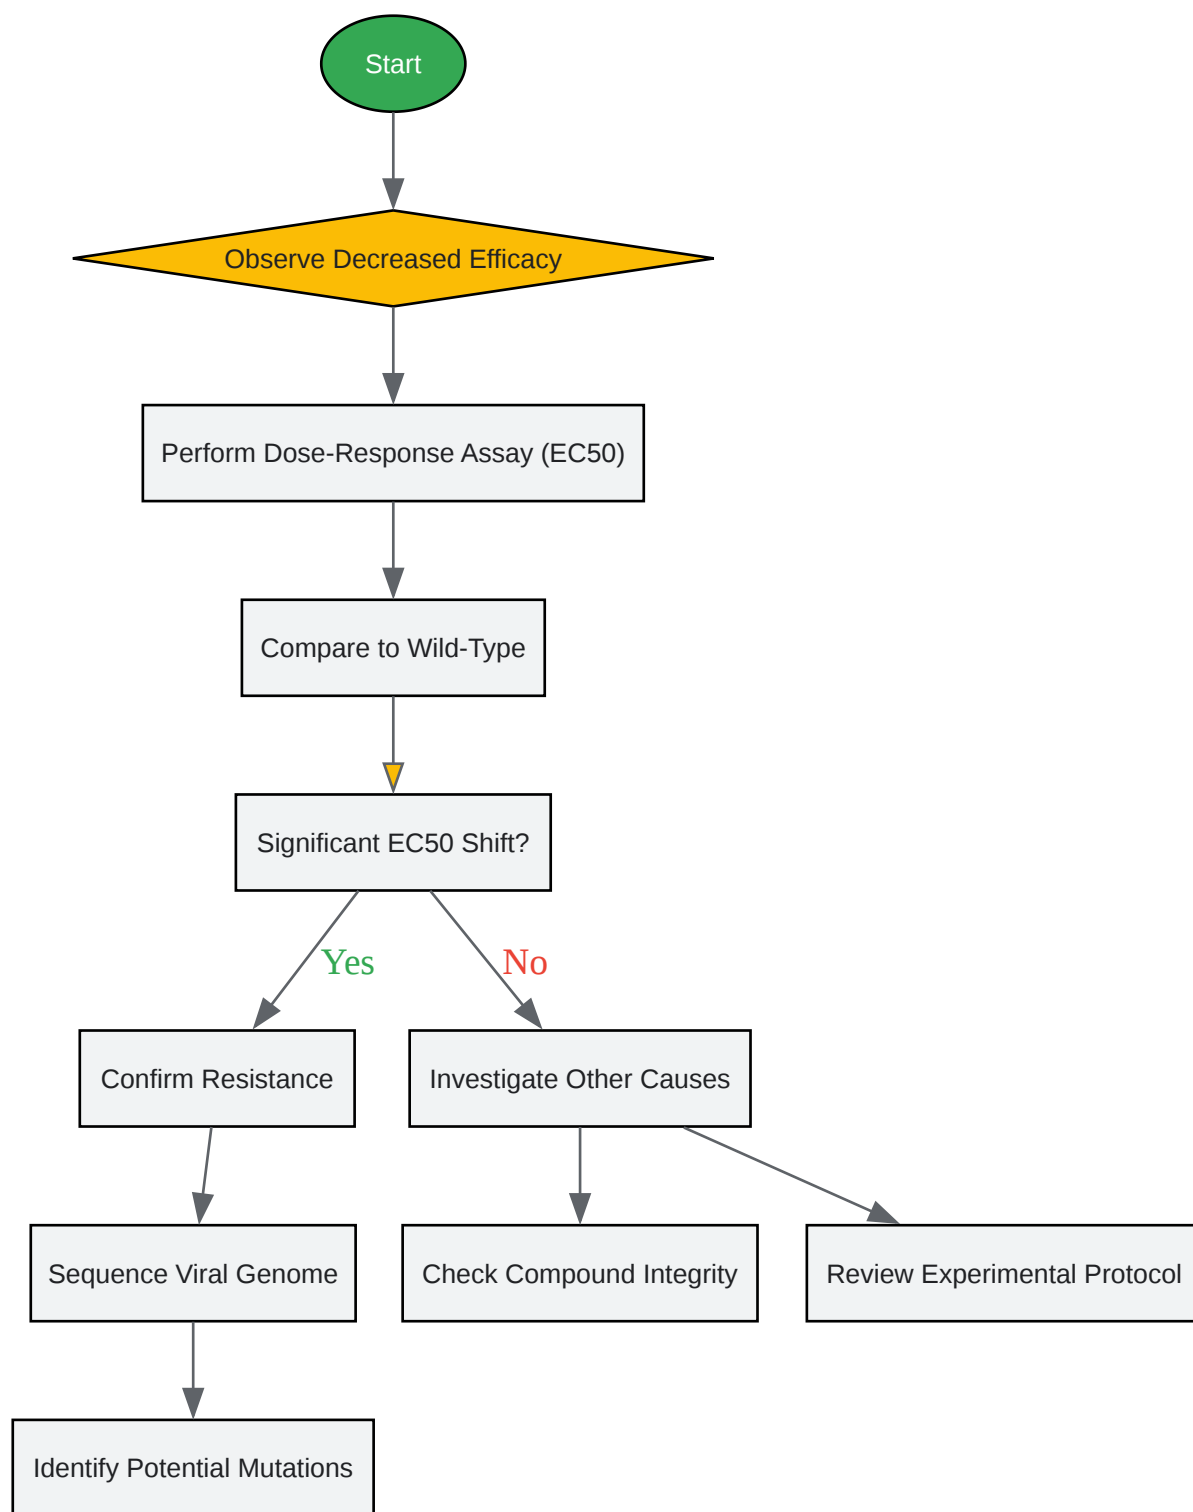 Start
Observe Decreased Efficacy
Perform Dose-Response Assay (EC50)
Compare to Wild-Type
Significant EC50 Shift?
Yes
No
Confirm Resistance
Investigate Other Causes
Sequence Viral Genome
Check Compound Integrity
Review Experimental Protocol
Identify Potential Mutations